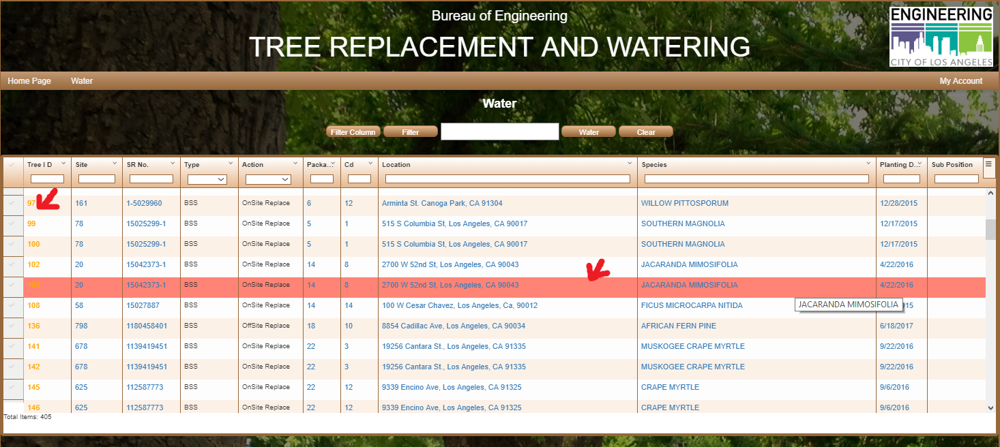 Bureau of Engineering
TREE REPLACEMENT AND WATERING
ENGINEERING
CITY OF LOS ANGELES
Home Page Water My Account
Water
Filter Column Filter Water Clear
Tree I D Site SR No. Type Action Packa... Cd Location Species Planting D... Sub Position
97 161 1-5029960 BSS OnSite Replace 6 12 Arminta St. Canoga Park, CA 91304 WILLOW PITTOSPORUM 12/28/2015
99 78 15025299-1 BSS OnSite Replace 5 1 515 S Columbia St, Los Angeles, CA 90017 SOUTHERN MAGNOLIA 12/17/2015
100 78 15025299-1 BSS OnSite Replace 5 1 515 S Columbia St, Los Angeles, CA 90017 SOUTHERN MAGNOLIA 12/17/2015
102 20 15042373-1 BSS OnSite Replace 14 8 2700 W 52nd St, Los Angeles, CA 90043 JACARANDA MIMOSIFOLIA 4/22/2016
20 15042373-1 BSS OnSite Replace 14 8 2700 W 52nd St, Los Angeles, CA 90043 JACARANDA MIMOSIFOLIA 4/22/2016
108 58 15027887 BSS OnSite Replace 14 14 100 W Cesar Chavez, Los Angeles, Ca, 90012 FICUS MICROCARPA NITIDA
JACARANDA MIMOSIFOLIA
136 798 1180458401 BSS OffSite Replace 18 10 8854 Cadillac Ave, Los Angeles, CA 90034 AFRICAN FERN PINE 6/18/2017
141 678 1139419451 BSS OnSite Replace 22 3 19256 Cantara St., Los Angeles, CA 91335 MUSKOGEE CRAPE MYRTLE 9/22/2016
142 678 1139419451 BSS OnSite Replace 22 3 19256 Cantara St., Los Angeles, CA 91335 MUSKOGEE CRAPE MYRTLE 9/22/2016
145 625 112587773 BSS OnSite Replace 22 12 9339 Encino Ave, Los Angeles, CA 91325 CRAPE MYRTLE 9/6/2016
146 625 112587773 BSS OnSite Replace 22 12 9339 Encino Ave, Los Angeles, CA 91325 CRAPE MYRTLE 9/6/2016
Total Items: 405